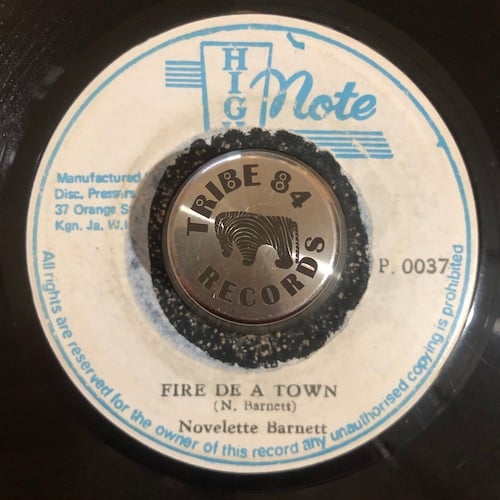 HIGH
Note
Manufactured
Disc, Pressers
37 Orange
Kgn. Ja. W.I
TRIBE 84
RECORDS
P. 0037
FIRE DE A TOWN
(N. Barnett)
Novelette Barnett
All rights are reserved for the owner of this record any unauthorised copying is prohibited